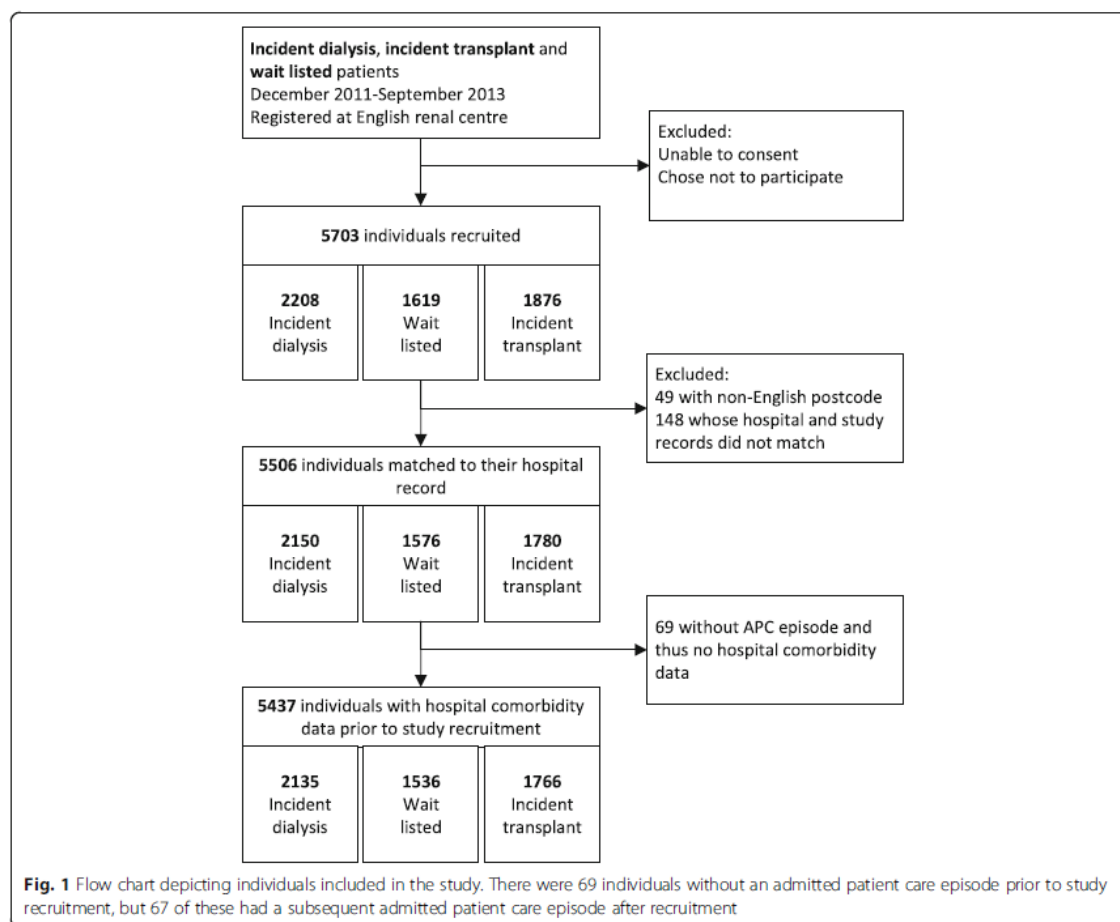 Incident dialysis, incident transplant and
wait listed patients
December 2011-September 2013
Registered at English renal centre
Excluded:
Unable to consent
Chose not to participate
5703 individuals recruited
2208
Incident
dialysis
1619
Wait
listed
1876
Incident
transplant
Excluded:
49 with non-English postcode
148 whose hospital and study
records did not match
5506 individuals matched to their hospital
record
2150
Incident
dialysis
1576
Wait
listed
1780
Incident
transplant
69 without APC episode and
thus no hospital comorbidity
data
5437 individuals with hospital comorbidity
data prior to study recruitment
2135
Incident
dialysis
1536
Wait
listed
1766
Incident
transplant
Fig. 1 Flow chart depicting individuals included in the study. There were 69 individuals without an admitted patient care episode prior to study
recruitment, but 67 of these had a subsequent admitted patient care episode after recruitment